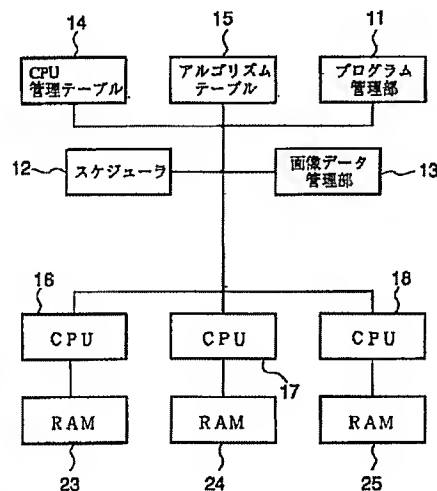 14
15
11
CPU
管理テーブル
アルゴリズム
テーブル
プログラム
管理部
12
スケジューラ
画像データ
管理部
13
16
18
CPU
CPU
CPU
17
RAM
RAM
RAM
23
24
25